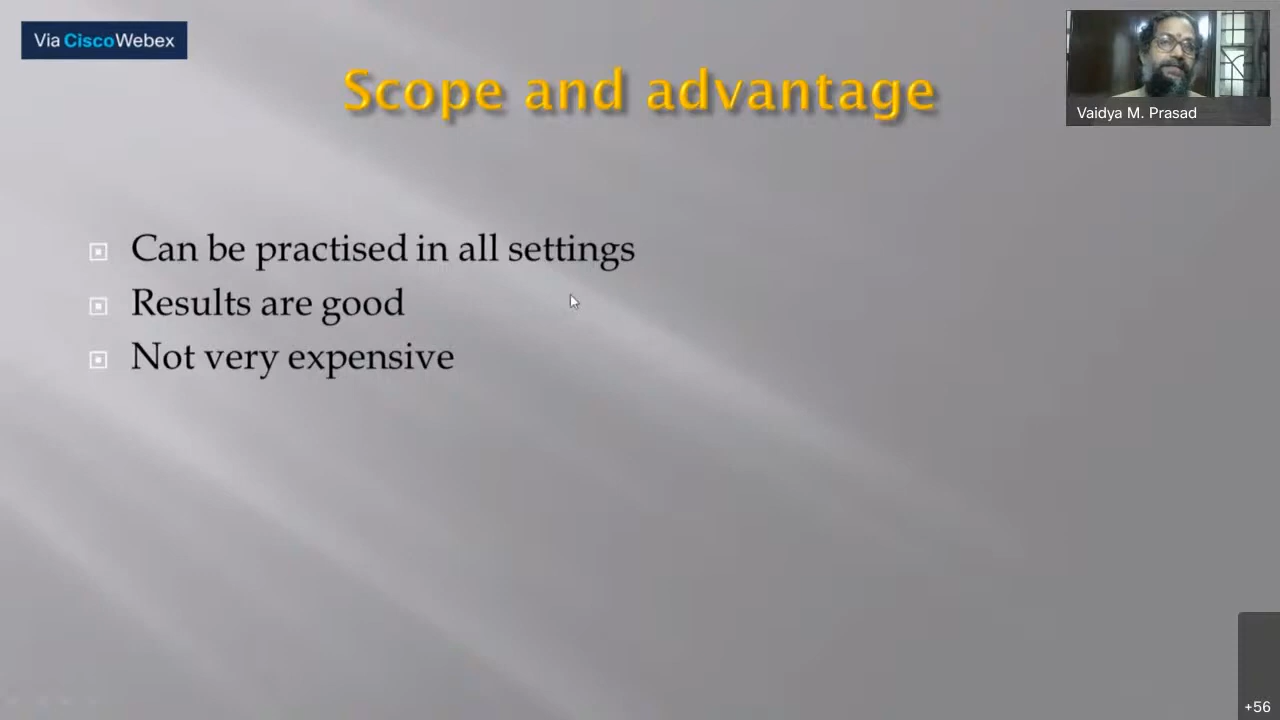 Via CiscoWebex
Scope and advantage
Vaidya M. Prasad
Can be practised in all settings
Results are good
Not very expensive
+56